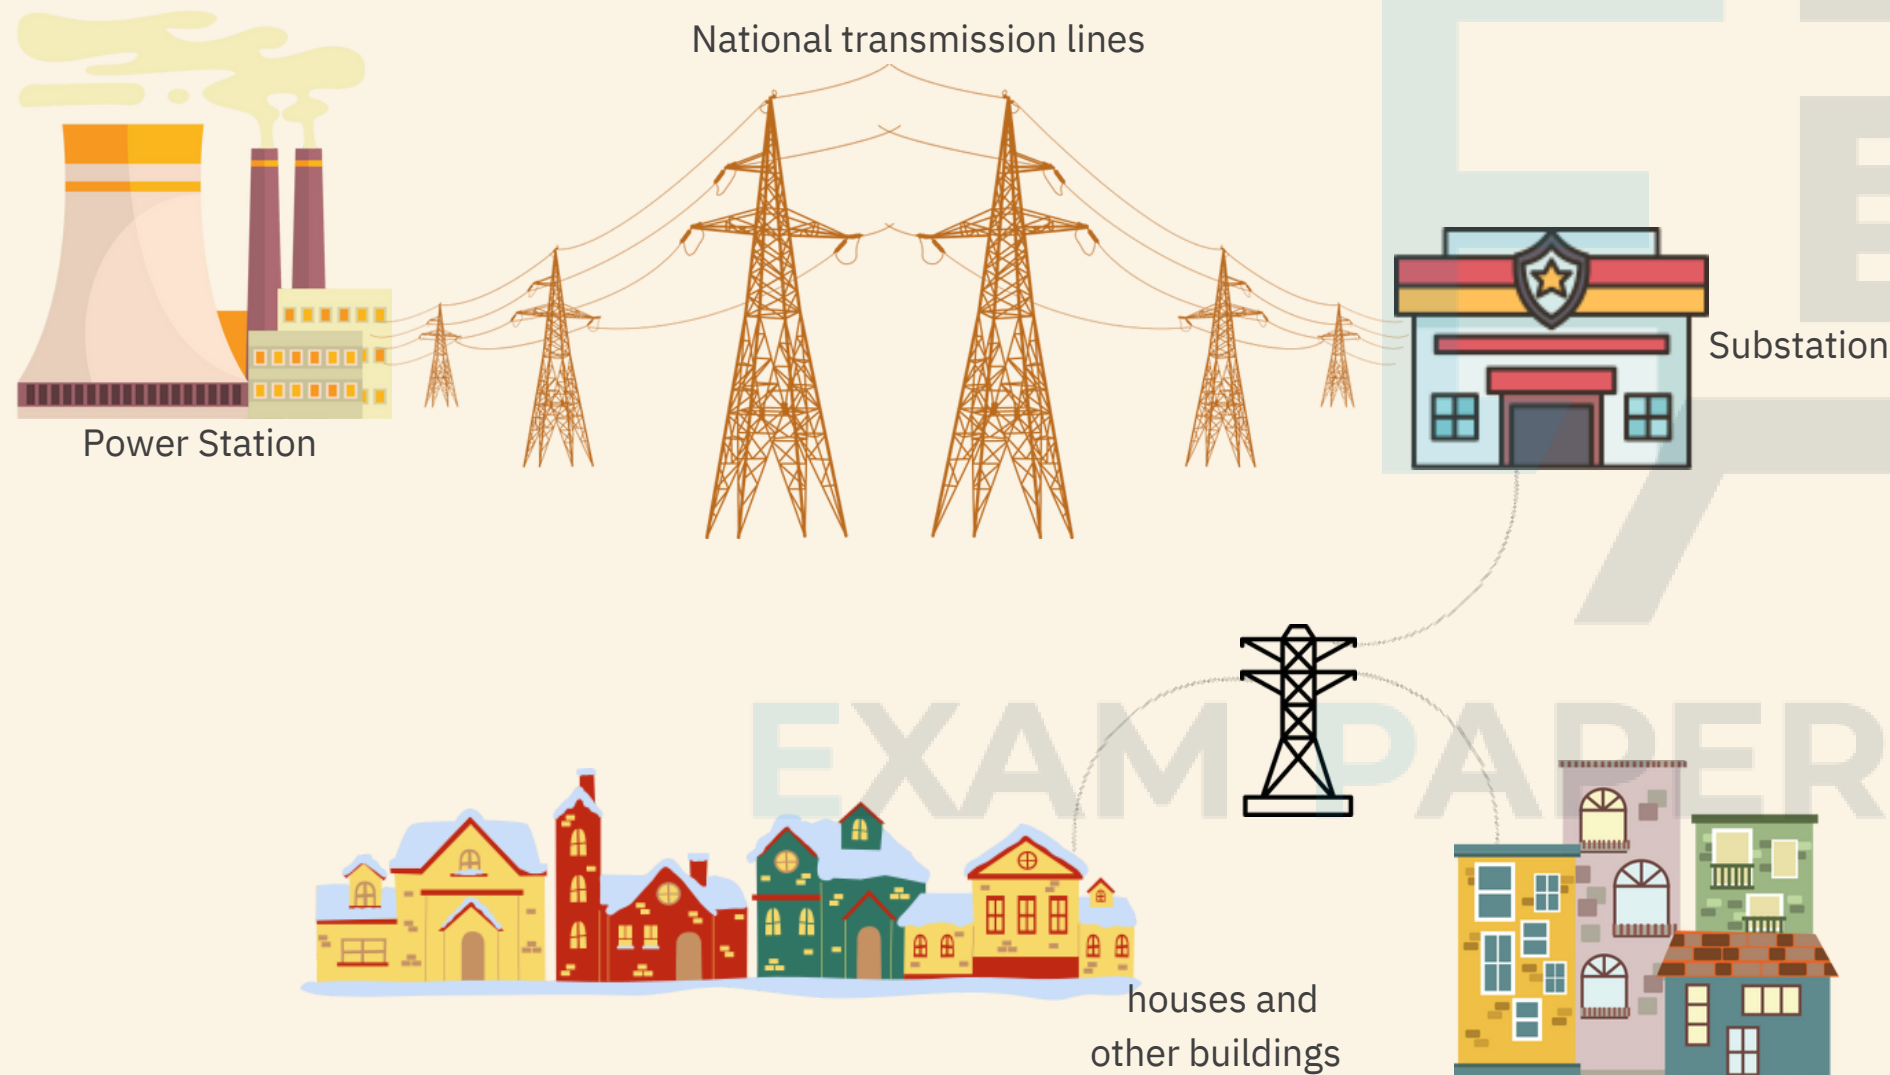 National transmission lines
Substation
Power Station
EXAM PAPER
houses and
other buildings